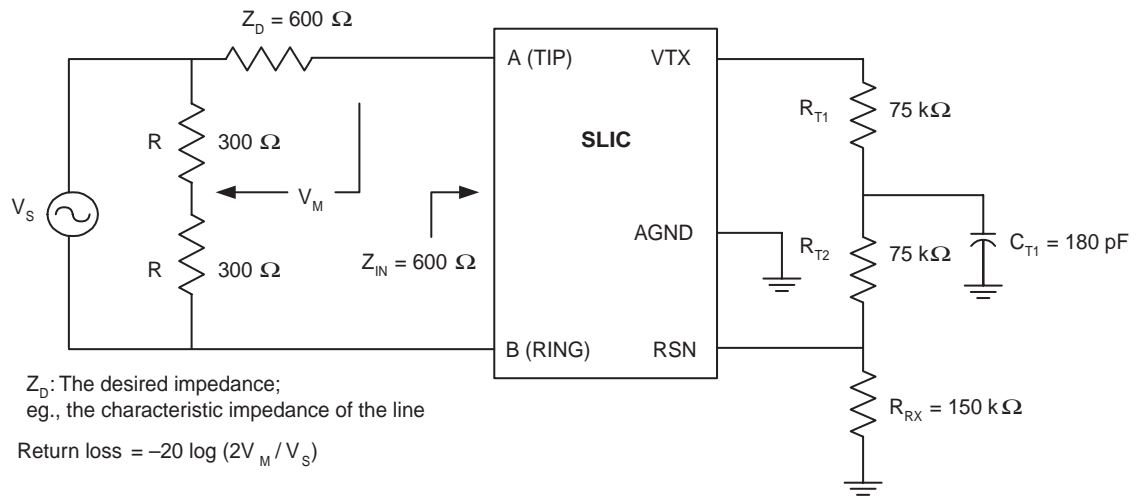 Z_D = 600 Ω
A (TIP)
VTX
SLIC
R_T1
75 kΩ
R
300 Ω
V_M
V_S
Z_IN = 600 Ω
AGND
R_T2
75 kΩ
C_T1 = 180 pF
R
300 Ω
B (RING)
RSN
R_RX = 150 kΩ
Z_D: The desired impedance;
eg., the characteristic impedance of the line
Return loss = –20 log (2V_M / V_S)